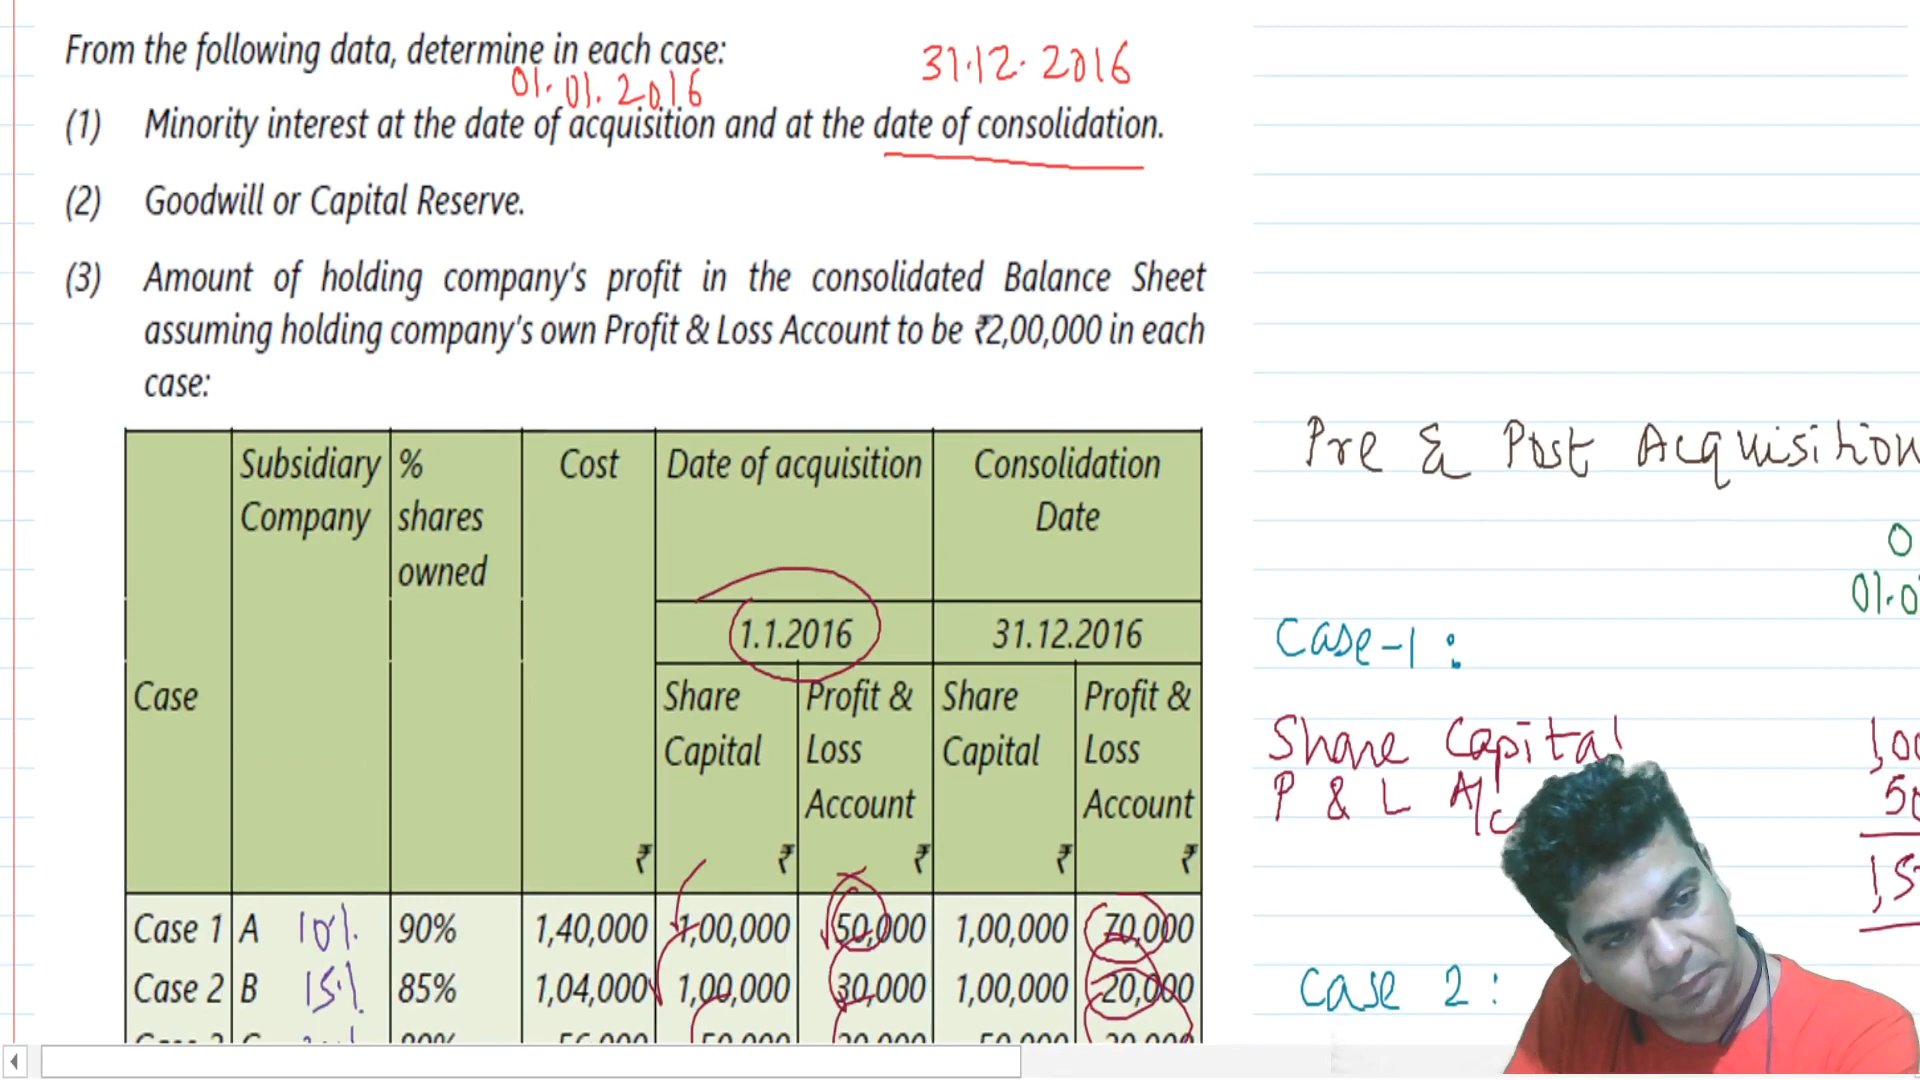 From the following data, determine in each case:
31.12.2016
01.01.2016
(1) Minority interest at the date of acquisition and at the date of consolidation.
(2) Goodwill or Capital Reserve.
(3) Amount of holding company's profit in the consolidated Balance Sheet
assuming holding company's own Profit & Loss Account to be ₹2,00,000 in each
case:
Subsidiary Company
% shares owned
Cost
Date of acquisition
Consolidation Date
1.1.2016
31.12.2016
Case
Share Capital
Profit & Loss Account
Share Capital
Profit & Loss Account
₹ ₹ ₹ ₹ ₹
Case 1 A 10% 90% 1,40,000 1,00,000 50,000 1,00,000 70,000
Case 2 B 15% 85% 1,04,000 1,00,000 30,000 1,00,000 20,000
Pre & Post Acquisition
Case-1 :
Share Capital
P & L A/c
Case 2 :